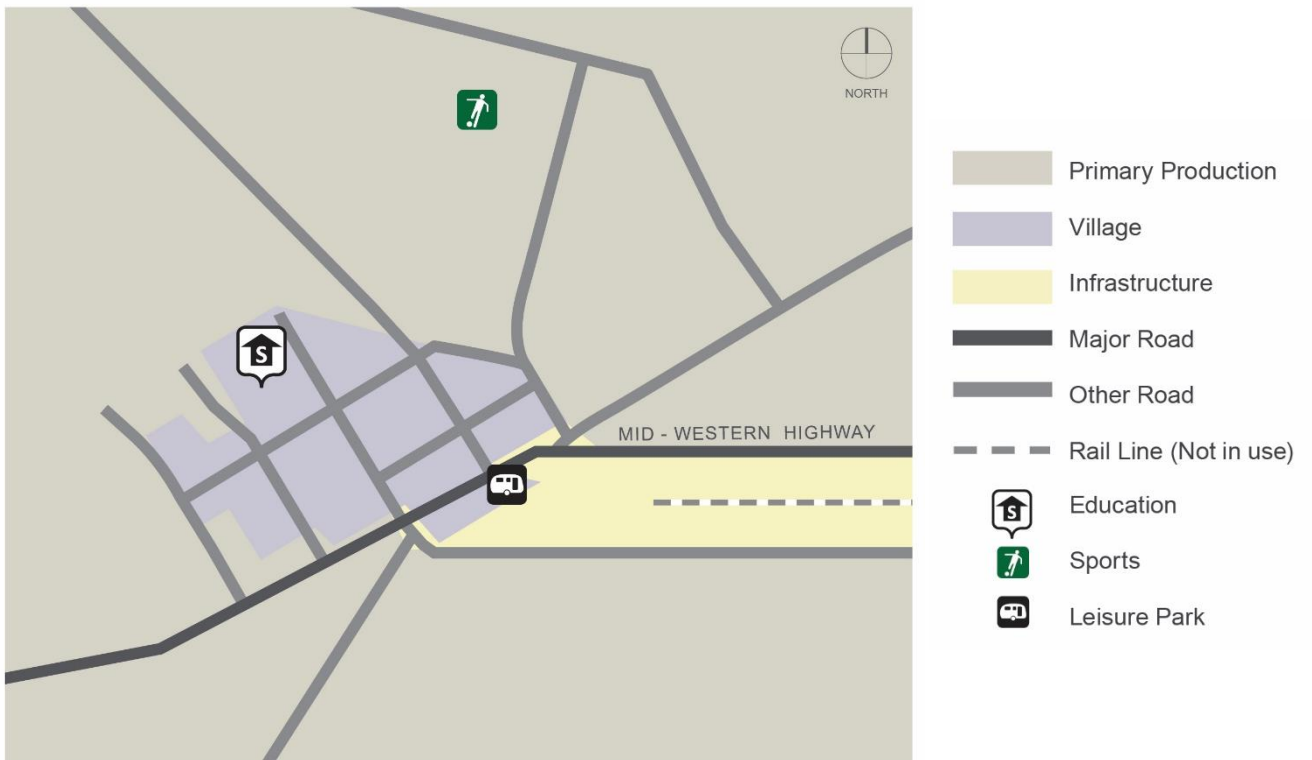 NORTH
MID - WESTERN HIGHWAY
Primary Production
Village
Infrastructure
Major Road
Other Road
Rail Line (Not in use)
S
S
Education
Sports
Leisure Park